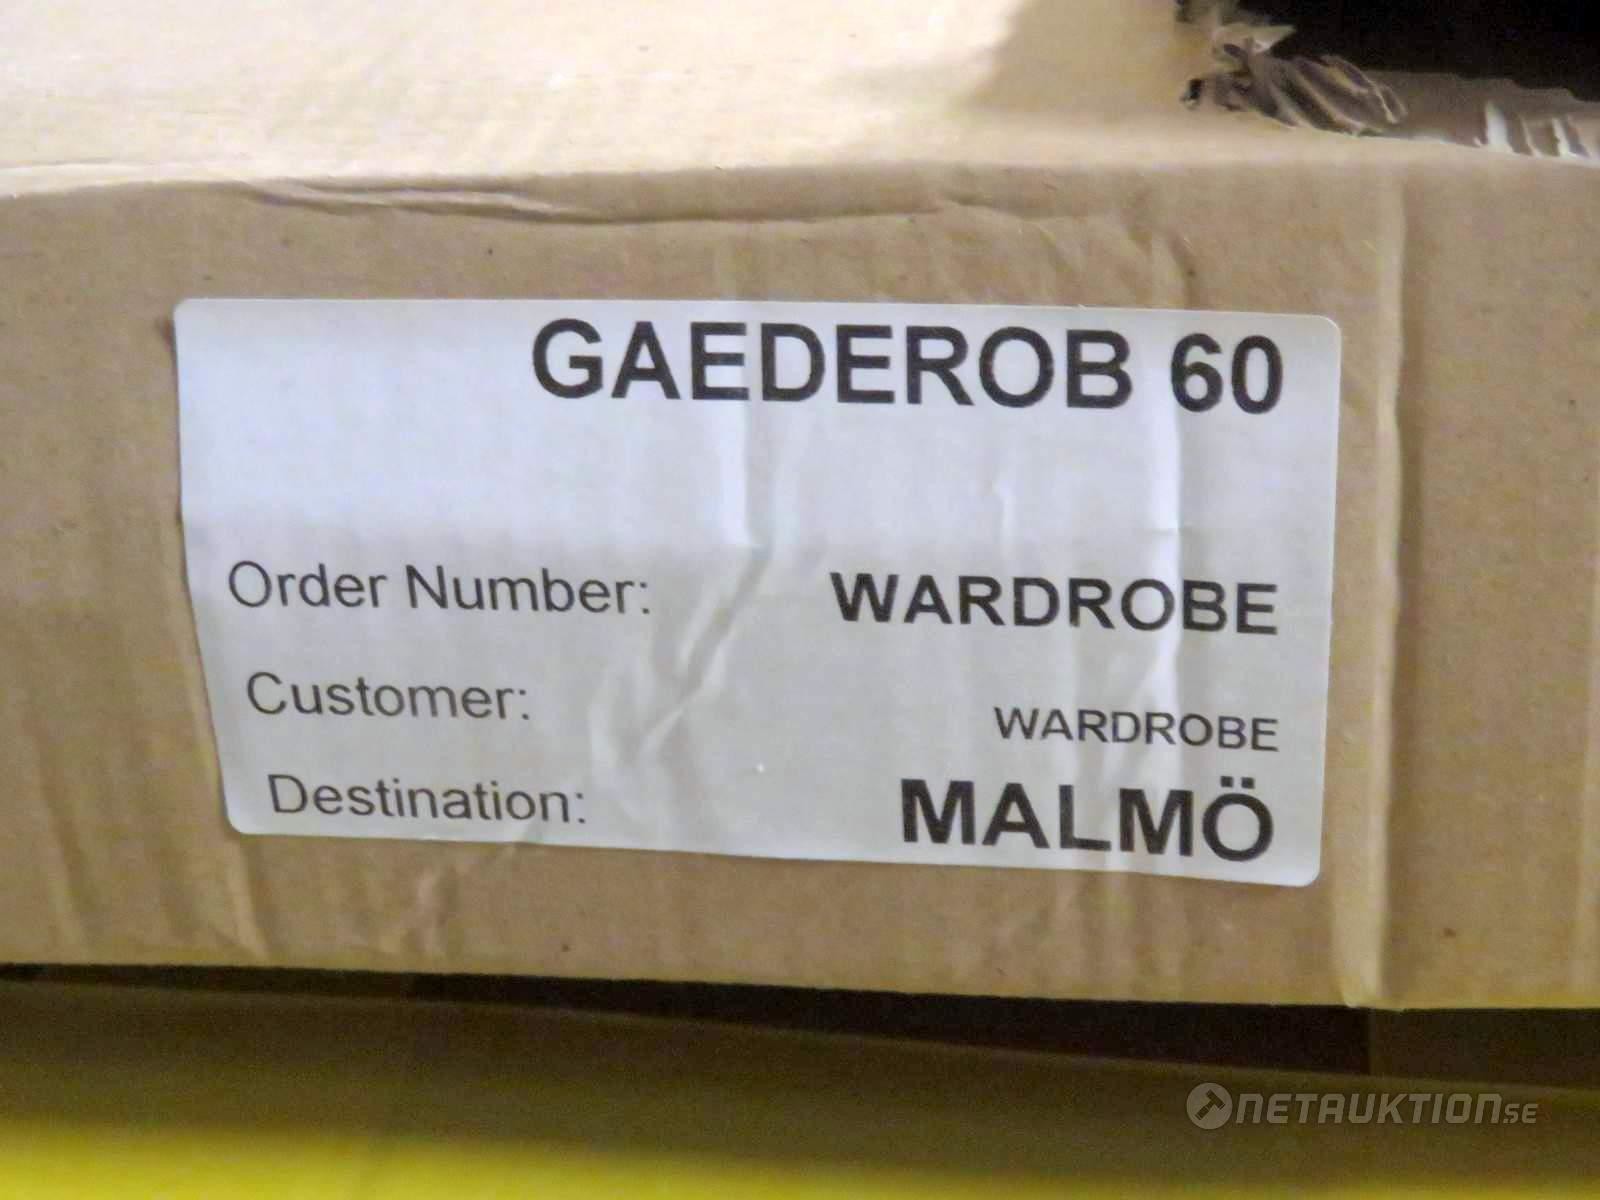 GAEDEROB 60
Order Number: WARDROBE
Customer: WARDROBE
Destination: MALMÖ
NETAUKTION.SE